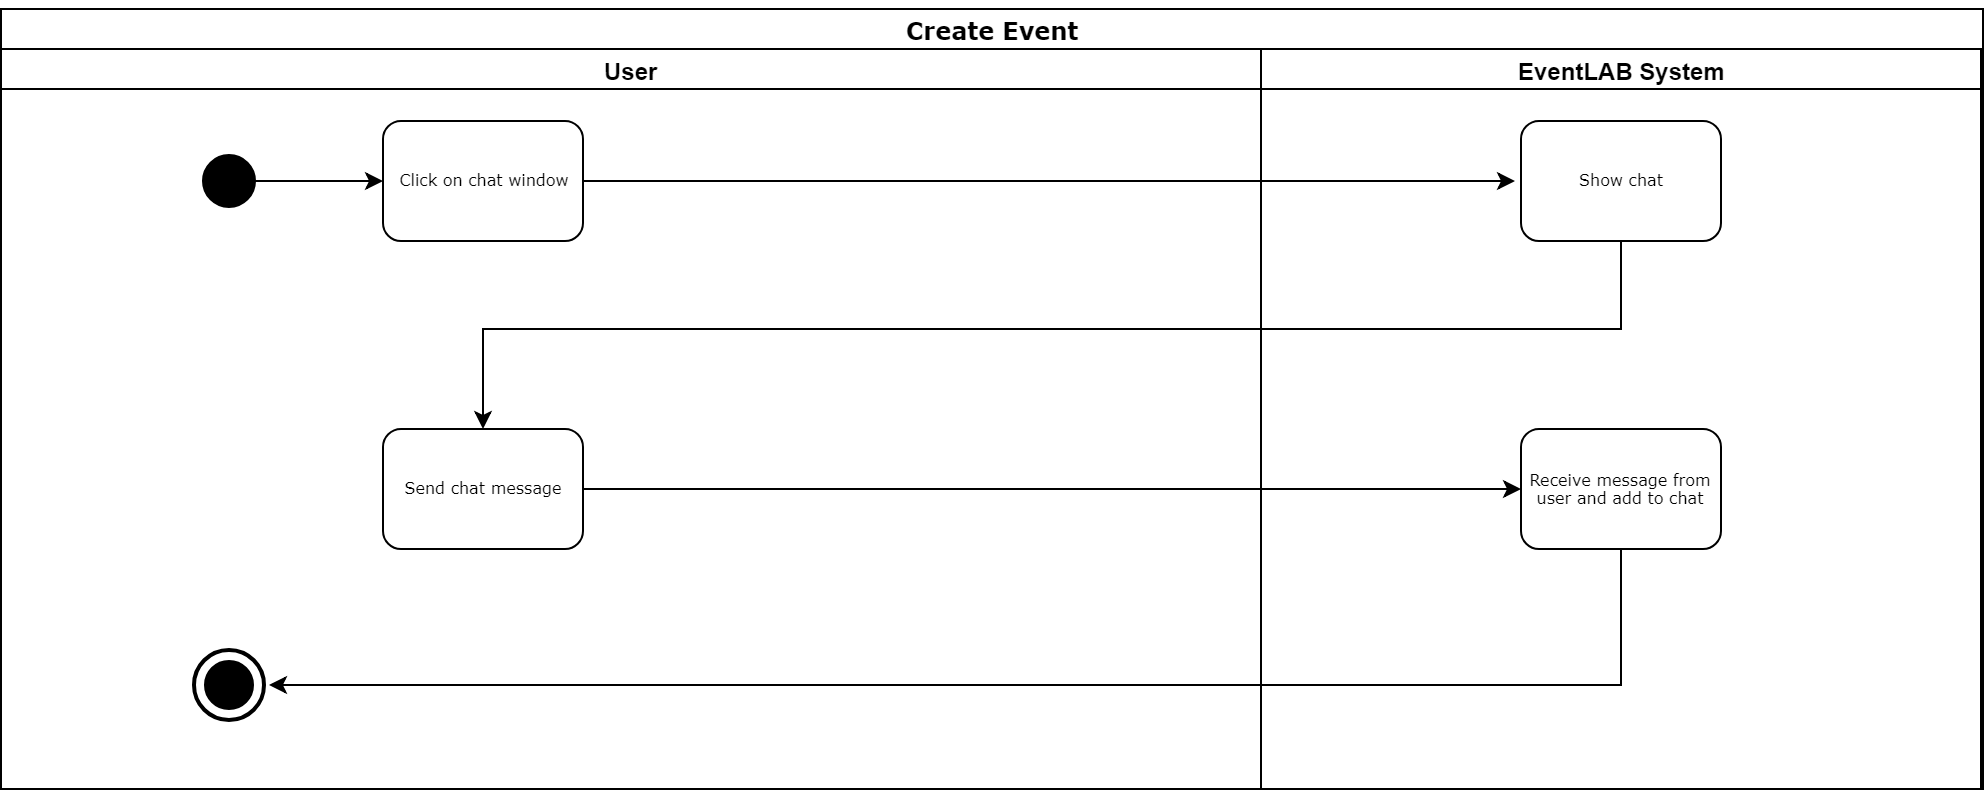 Create Event
User
EventLAB System
Click on chat window
Show chat
Send chat message
Receive message from
user and add to chat